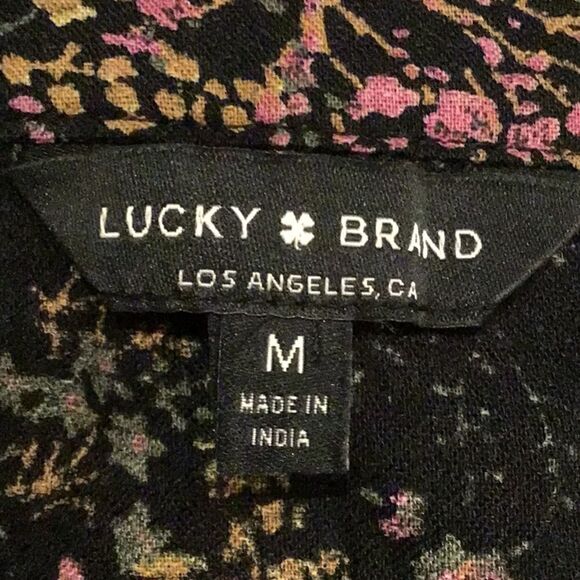 LUCKY BRAND
LOS ANGELES, CA
M
MADE IN
INDIA